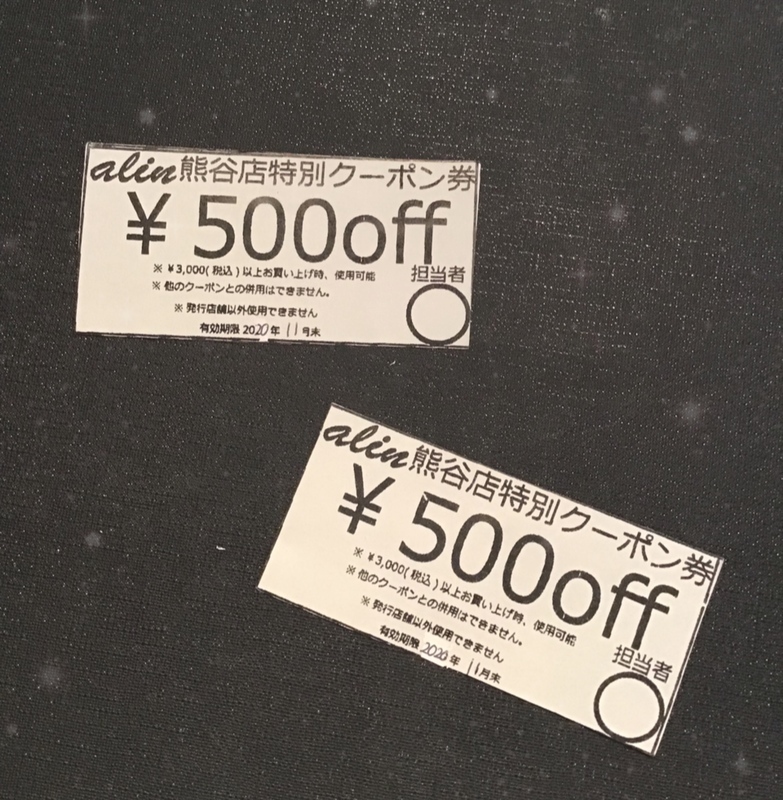 alin熊谷店特別クーポン券
￥500off
※ ￥3,000(税込)以上お買い上げ時、使用可能
※ 他のクーポンとの併用はできません。
※ 発行店舗以外使用できません
有効期限 2020年 11月末
担当者
alin熊谷店特別クーポン券
￥500off
※ ￥3,000(税込)以上お買い上げ時、使用可能
※ 他のクーポンとの併用はできません。
※ 発行店舗以外使用できません
有効期限 2020年 11月末
担当者